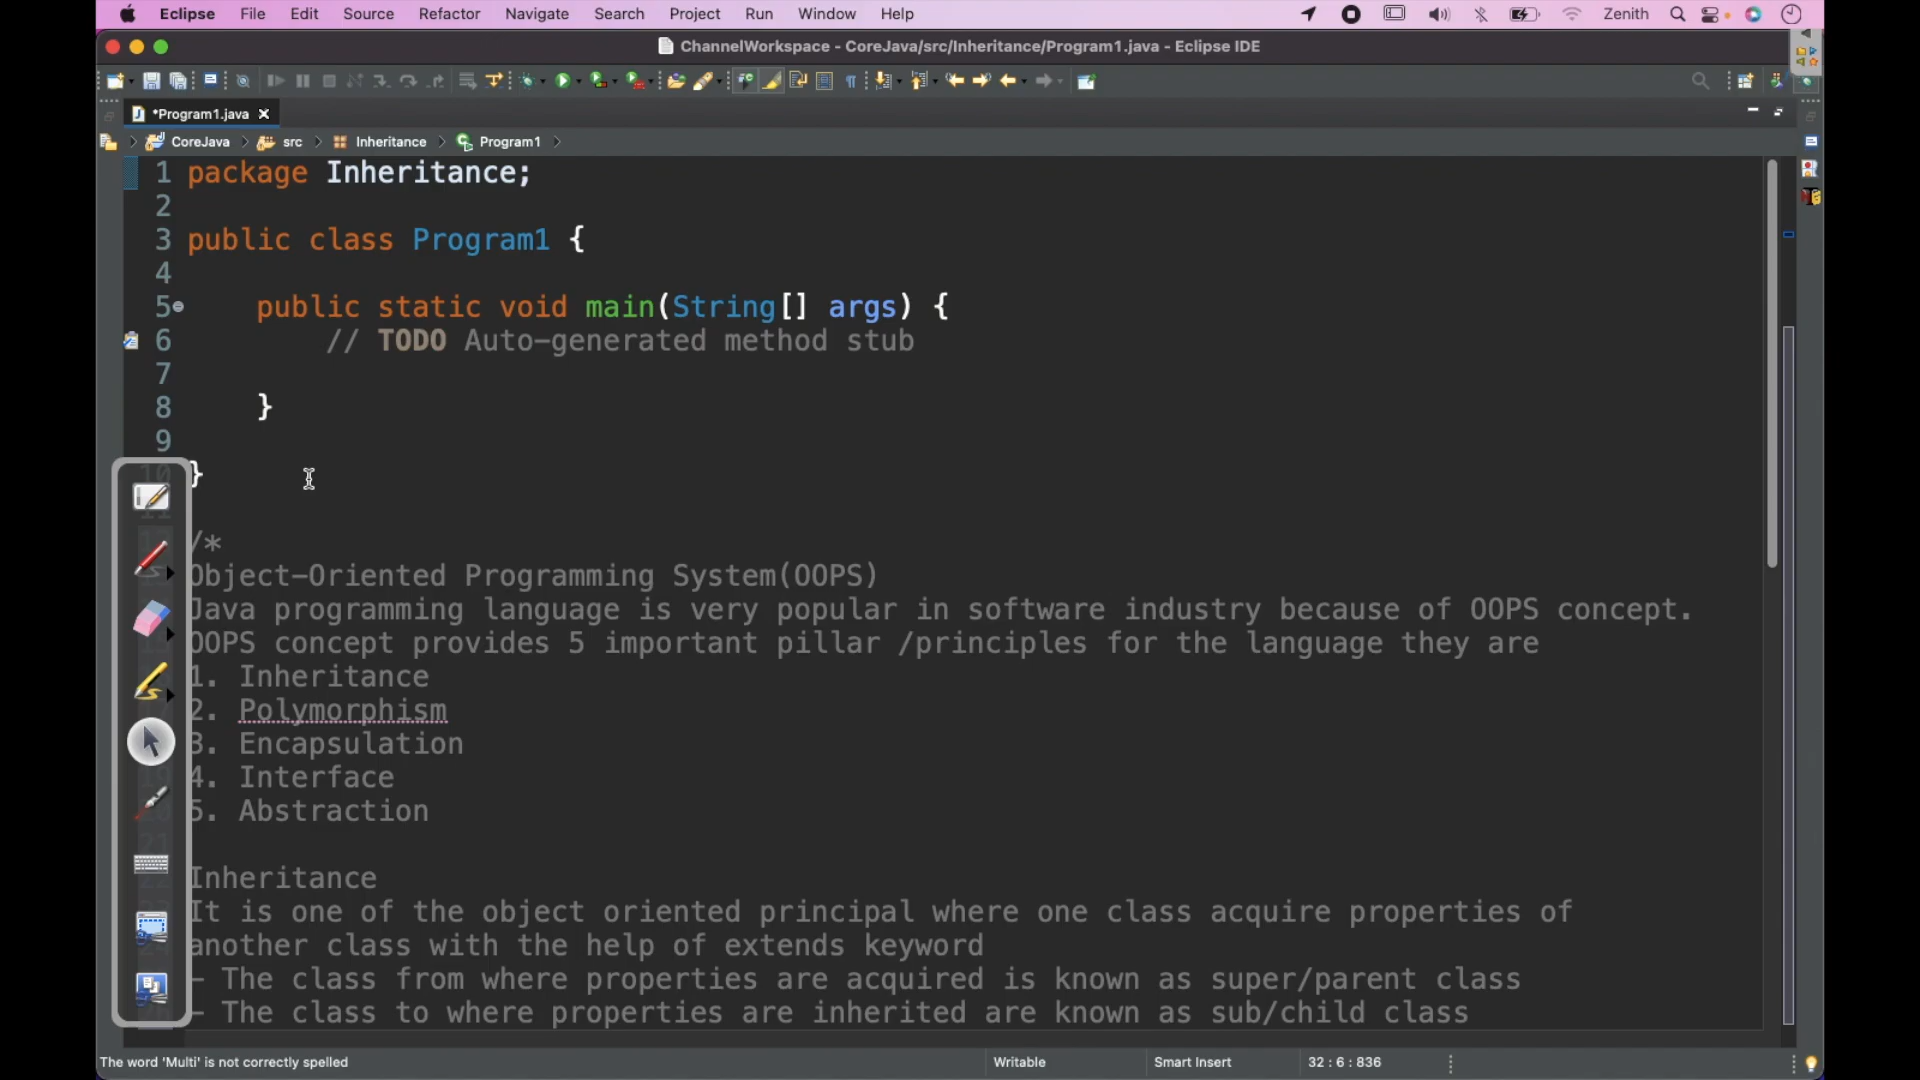 Eclipse File Edit Source Refactor Navigate Search Project Run Window Help Zenith
ChannelWorkspace - CoreJava/src/Inheritance/Program1.java - Eclipse IDE
*Program1.java
CoreJava src Inheritance Program1
1 package Inheritance;
2
3 public class Program1 {
4
5 public static void main(String[] args) {
6 // TODO Auto-generated method stub
7
8 }
9
10 }
11
/*
Object-Oriented Programming System(OOPS)
Java programming language is very popular in software industry because of OOPS concept.
OOPS concept provides 5 important pillar /principles for the language they are
1. Inheritance
2. Polymorphism
3. Encapsulation
4. Interface
5. Abstraction
21
Inheritance
It is one of the object oriented principal where one class acquire properties of
another class with the help of extends keyword
- The class from where properties are acquired is known as super/parent class
- The class to where properties are inherited are known as sub/child class
The word 'Multi' is not correctly spelled Writable Smart Insert 32 : 6 : 836